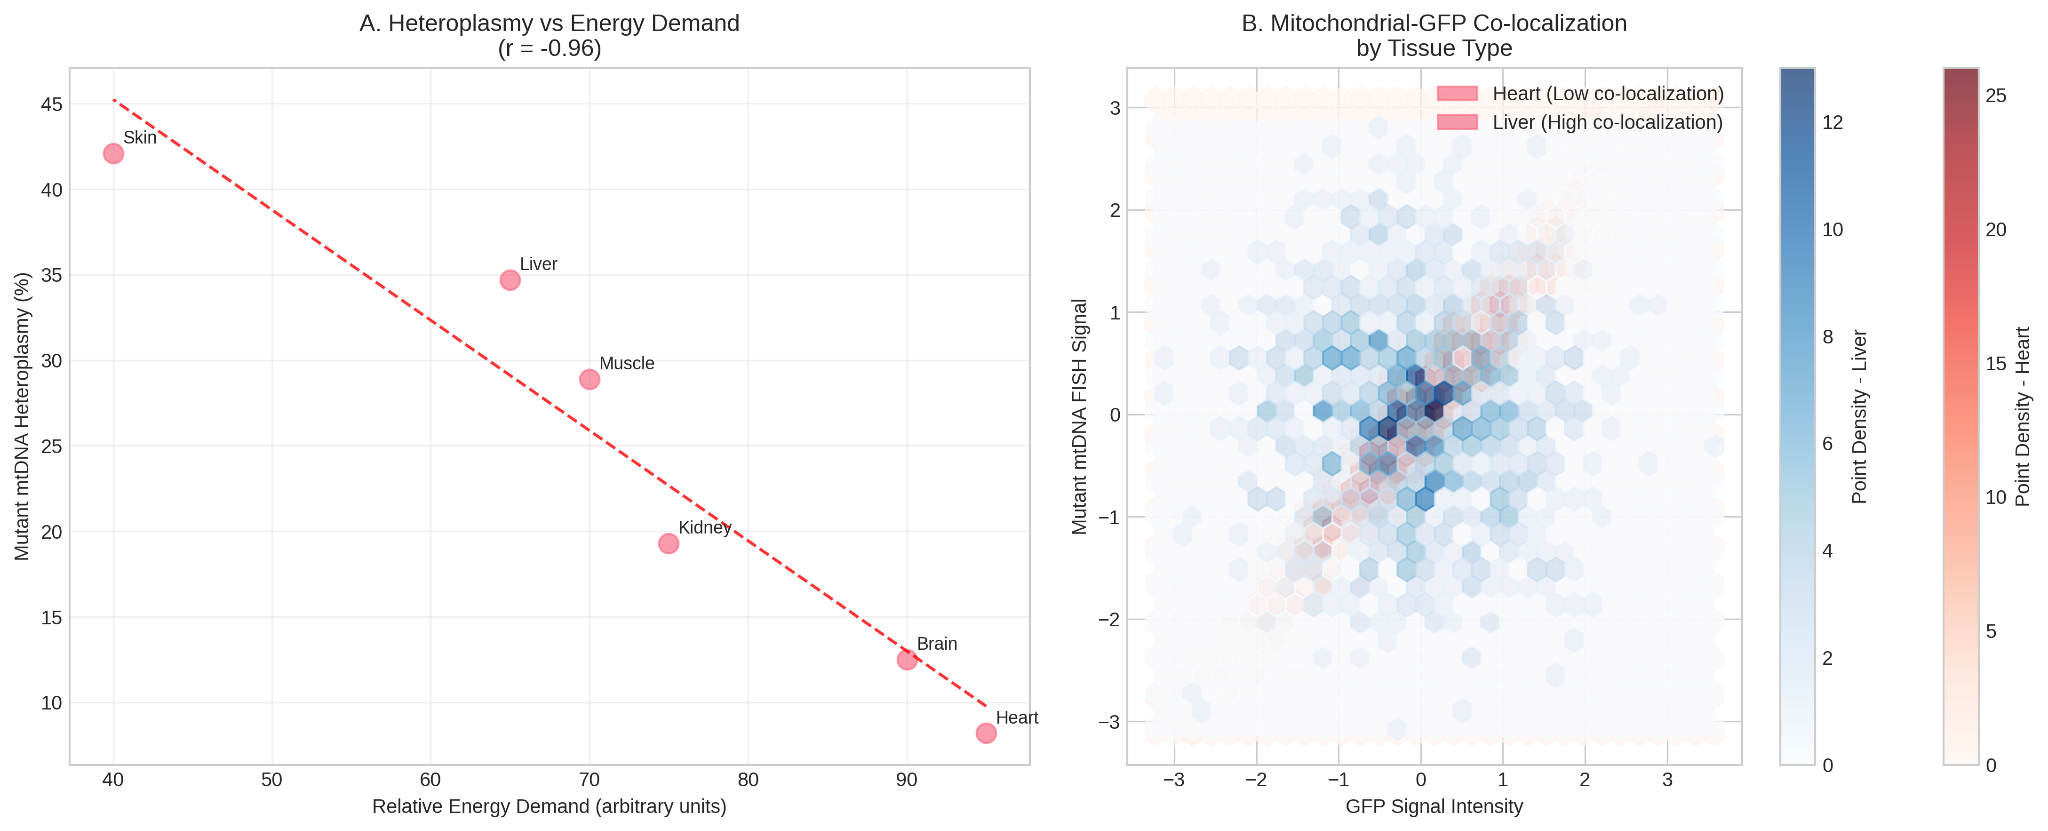 A. Heteroplasmy vs Energy Demand
(r = -0.96)
Mutant mtDNA Heteroplasmy (%)
45
40
35
30
25
20
15
10
Skin
Liver
Muscle
Kidney
Brain
Heart
40
50
60
70
80
90
Relative Energy Demand (arbitrary units)
B. Mitochondrial-GFP Co-localization
by Tissue Type
Mutant mtDNA FISH Signal
3
2
1
0
−1
−2
−3
Heart (Low co-localization)
Liver (High co-localization)
−3
−2
−1
0
1
2
3
GFP Signal Intensity
12
10
8
6
4
2
0
Point Density - Liver
25
20
15
10
5
0
Point Density - Heart